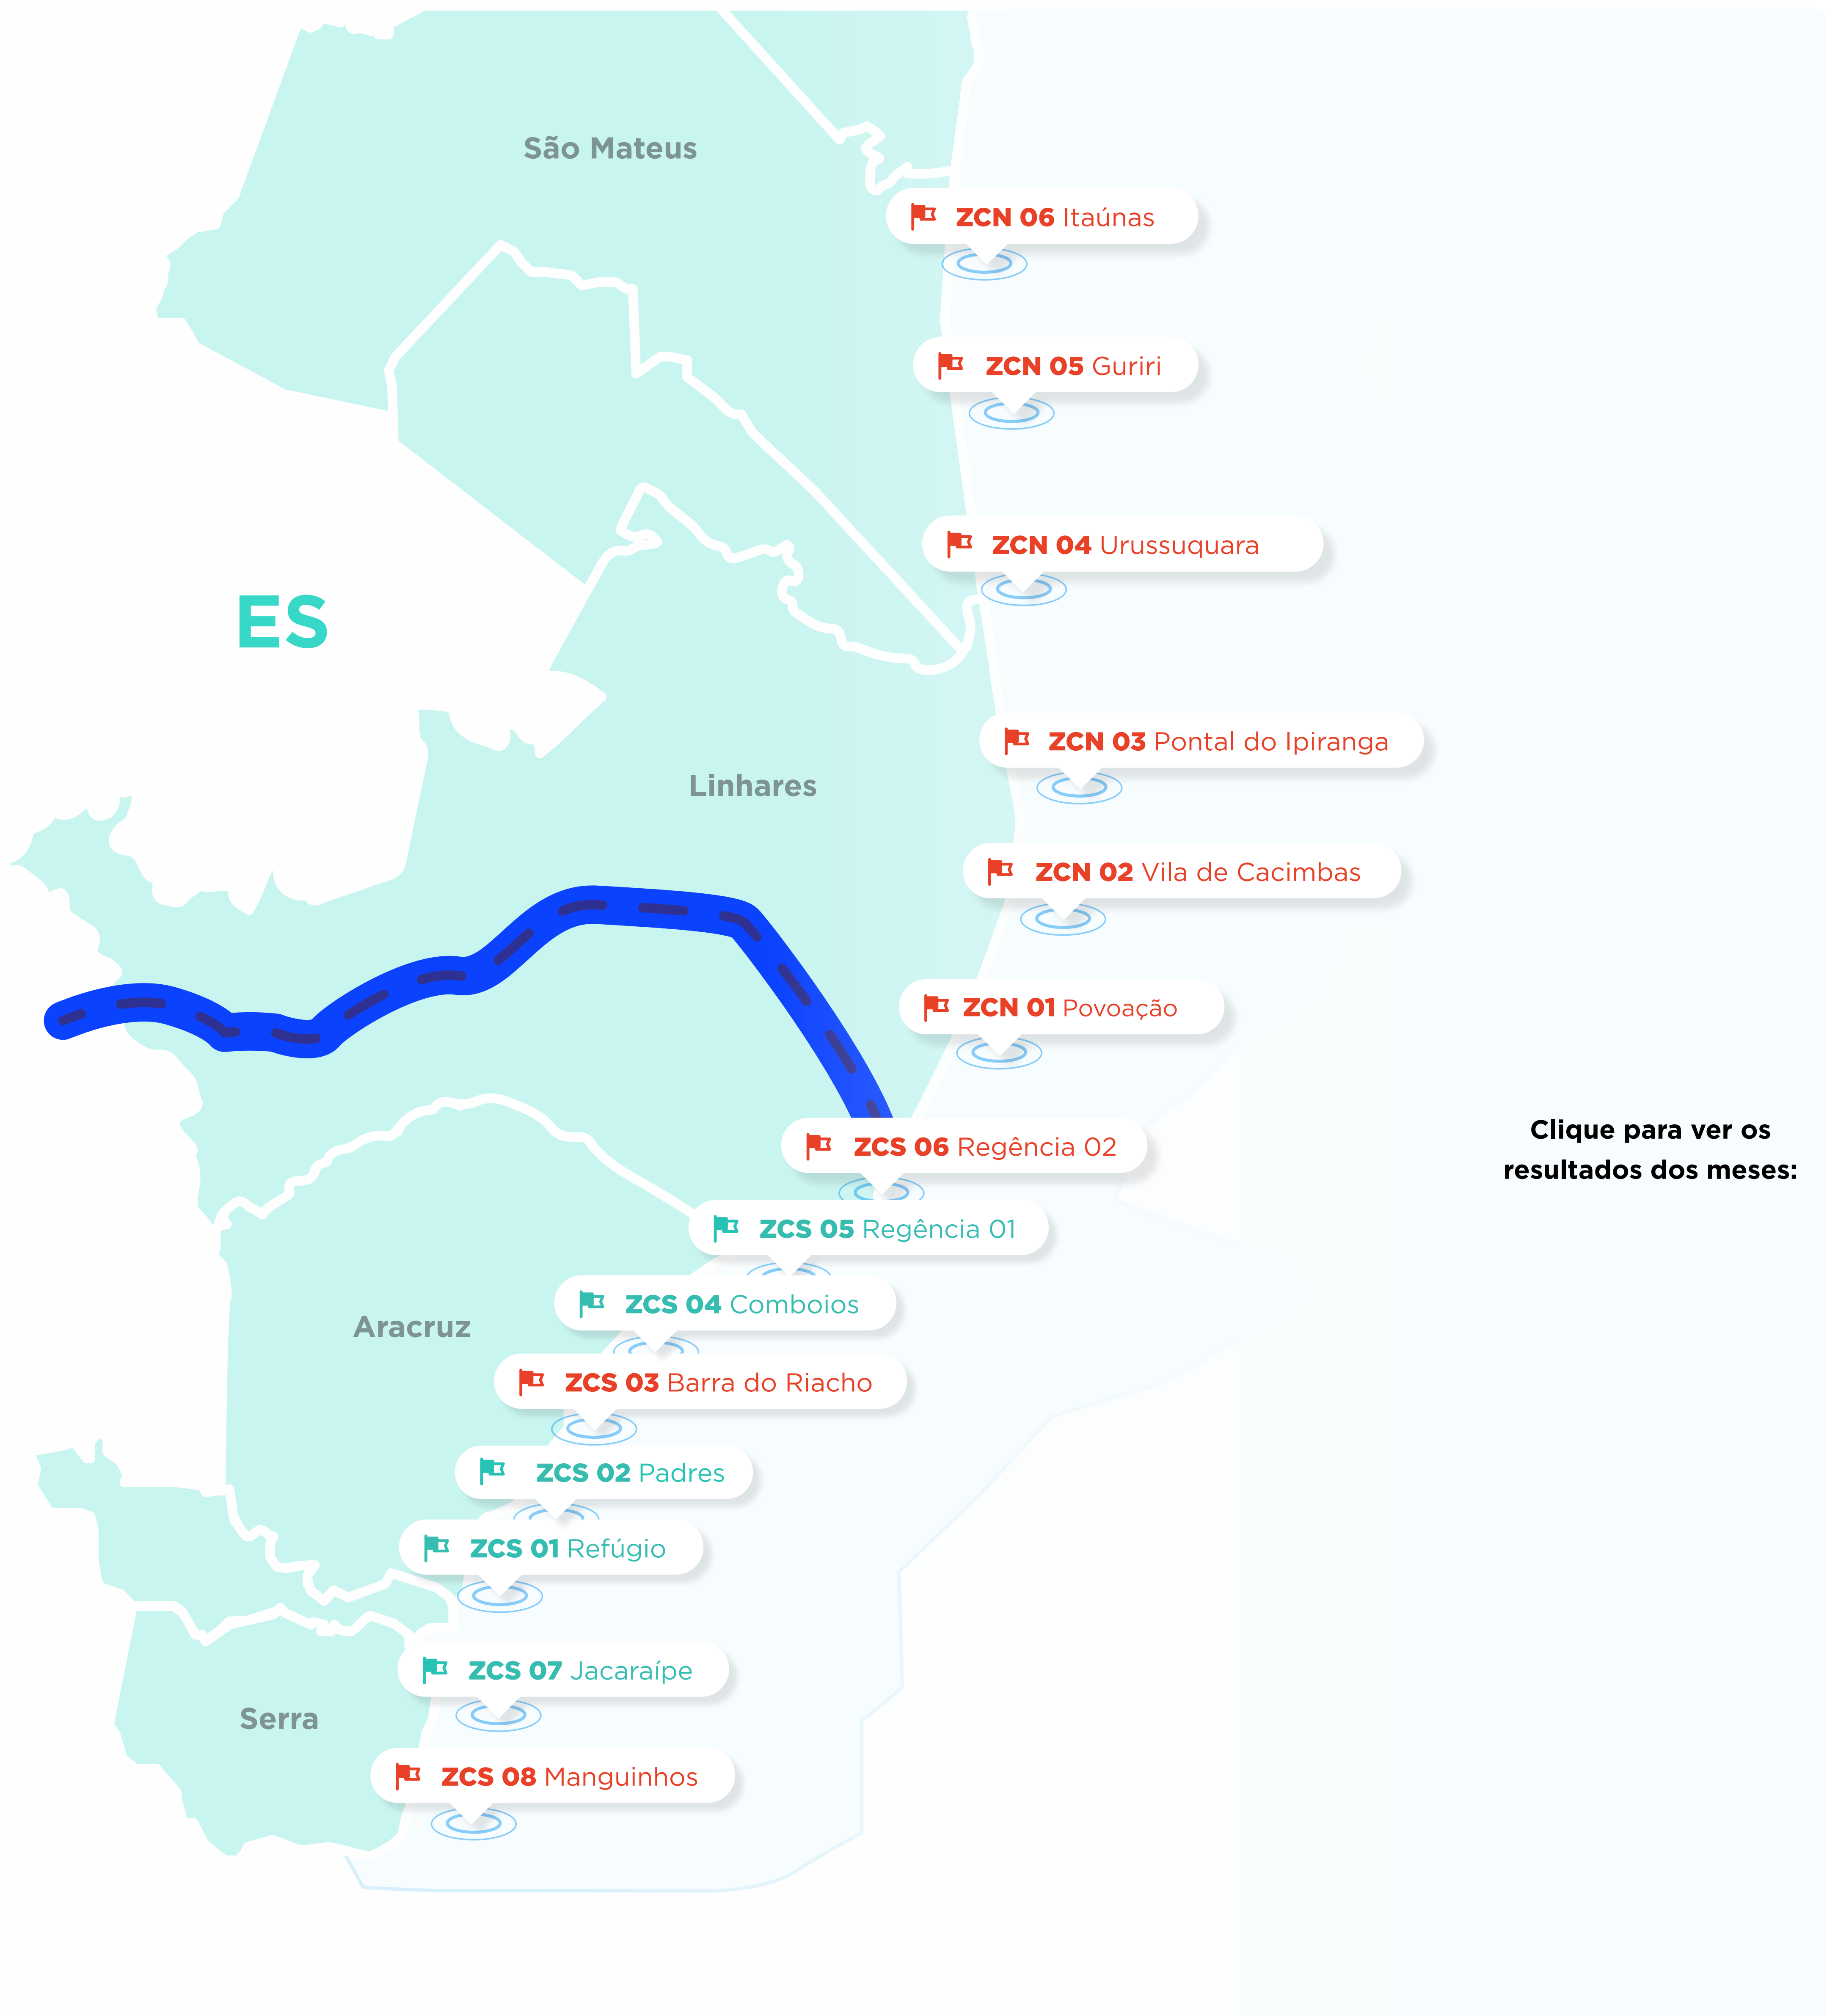 São Mateus
ZCN 06 Itaúnas
ZCN 05 Guriri
ZCN 04 Urussuquara
ES
ZCN 03 Pontal do Ipiranga
Linhares
ZCN 02 Vila de Cacimbas
ZCN 01 Povoação
Clique para ver os
resultados dos meses:
ZCS 06 Regência 02
ZCS 05 Regência 01
ZCS 04 Comboios
Aracruz
ZCS 03 Barra do Riacho
ZCS 02 Padres
ZCS 01 Refúgio
ZCS 07 Jacaraípe
Serra
ZCS 08 Manguinhos